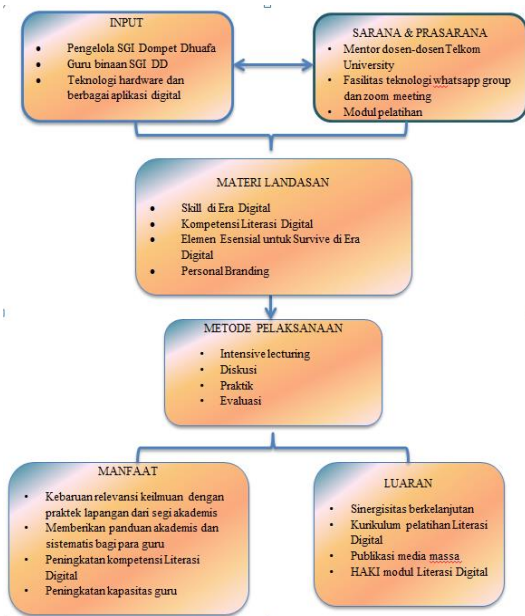 INPUT
● Pengelola SGI Dompet Dhuafa
● Guru binaan SGI DD
● Teknologi hardware dan
berbagai aplikasi digital
SARANA & PRASARANA
• Mentor dosen-dosen Telkom
University
• Fasilitas teknologi whatsapp group
dan zoom meeting
• Modul pelatihan
MATERI LANDASAN
● Skill di Era Digital
● Kompetensi Literasi Digital
● Elemen Esensial untuk Survive di Era
Digital
● Personal Branding
METODE PELAKSANAAN
• Intensive lecturing
• Diskusi
• Praktik
• Evaluasi
MANFAAT
• Kebaruan relevansi keilmuan dengan
praktek lapangan dari segi akademis
• Memberikan panduan akademis dan
sistematis bagi para guru
• Peningkatan kompetensi Literasi
Digital
• Peningkatan kapasitas guru
LUARAN
• Sinergisitas berkelanjutan
• Kurikulum pelatihan Literasi
Digital
• Publikasi media massa
• HAKI modul Literasi Digital